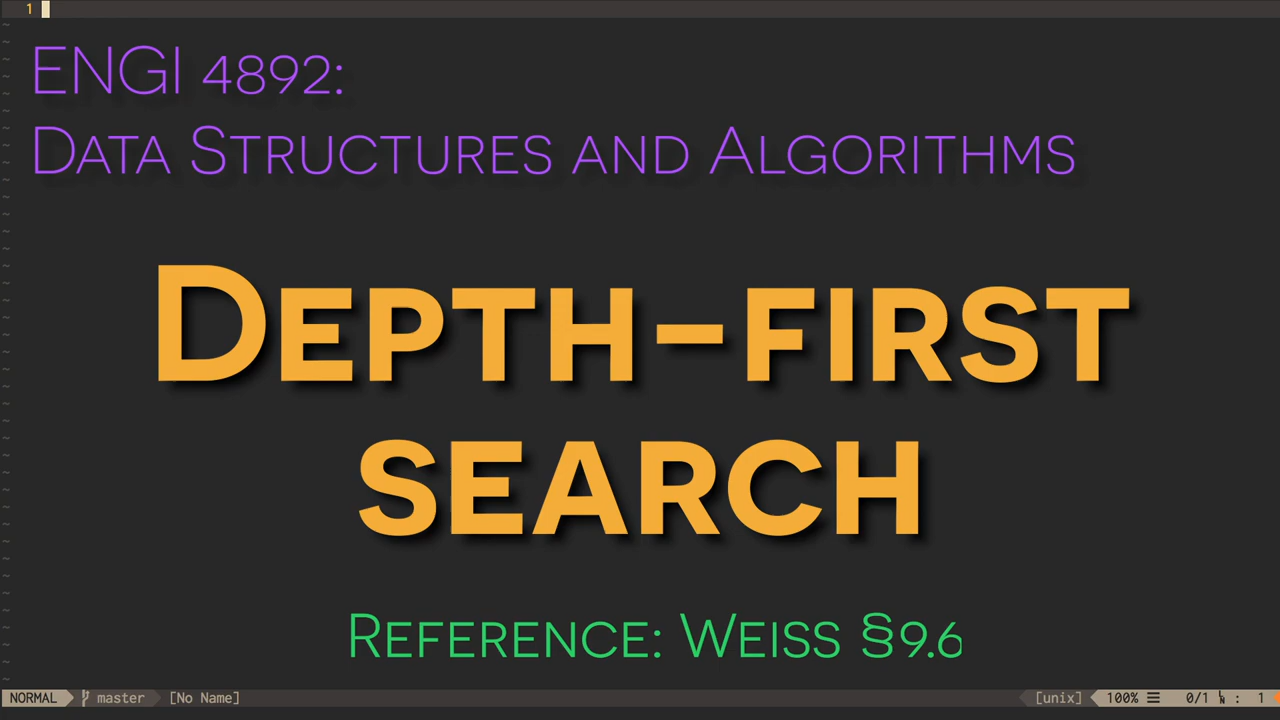 1
ENGI 4892:
Data Structures and Algorithms
Depth-first
search
Reference: Weiss §9.6
NORMAL master [No Name] [unix] 100% ☰ 0/1 ㏑ : 1